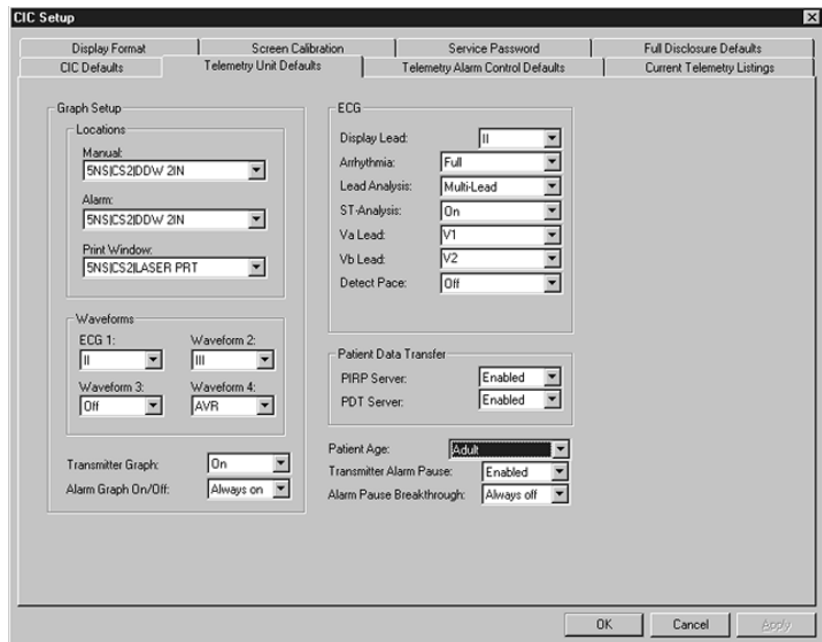 CIC Setup
Display Format
Screen Calibration
Service Password
Full Disclosure Defaults
CIC Defaults
Telemetry Unit Defaults
Telemetry Alarm Control Defaults
Current Telemetry Listings
Graph Setup
Locations
Manual:
5NS|CS2|DDW 2IN
Alarm:
5NS|CS2|DDW 2IN
Print Window:
5NS|CS2|LASER PRT
Waveforms
ECG 1:
Waveform 2:
II
III
Waveform 3:
Waveform 4:
Off
AVR
Transmitter Graph:
On
Alarm Graph On/Off:
Always on
ECG
Display Lead:
II
Arrhythmia:
Full
Lead Analysis:
Multi-Lead
ST-Analysis:
On
Va Lead:
V1
Vb Lead:
V2
Detect Pace:
Off
Patient Data Transfer
PIRP Server:
Enabled
PDT Server:
Enabled
Patient Age:
Adult
Transmitter Alarm Pause:
Enabled
Alarm Pause Breakthrough:
Always off
OK
Cancel
Apply